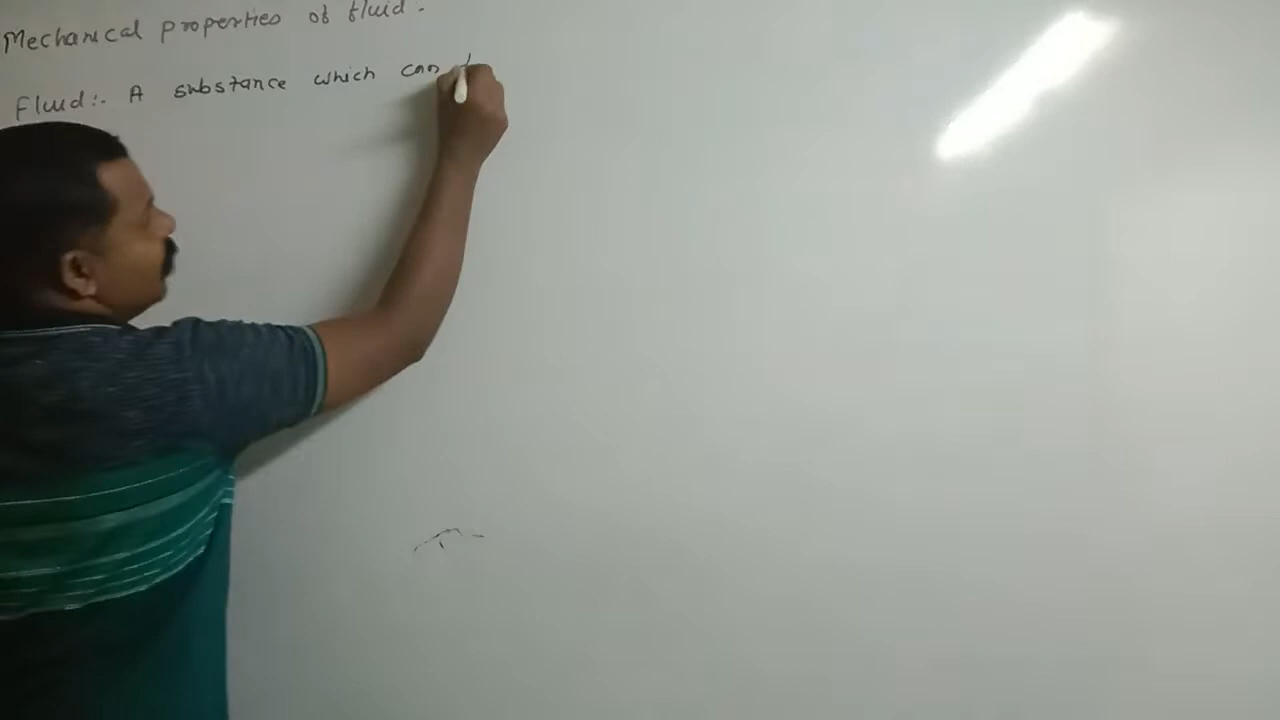 Mechanical properties of fluid.
Fluid:- A substance which can